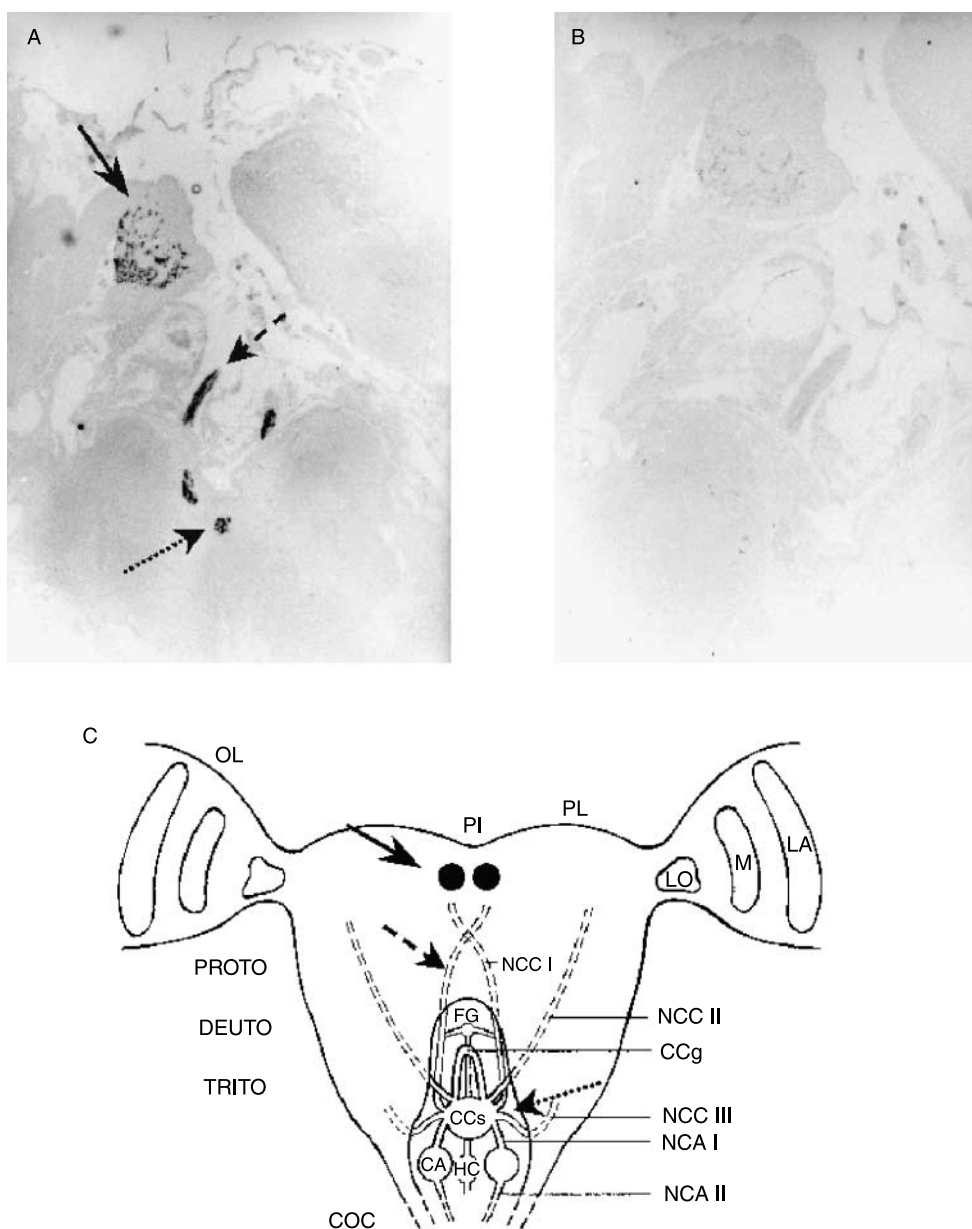 A
B
C
OL
PI
PL
LA
M
LO
PROTO
NCC I
DEUTO
FG
NCC II
CCg
TRITO
CCs
NCC III
NCA I
CA
HC
NCA II
COC